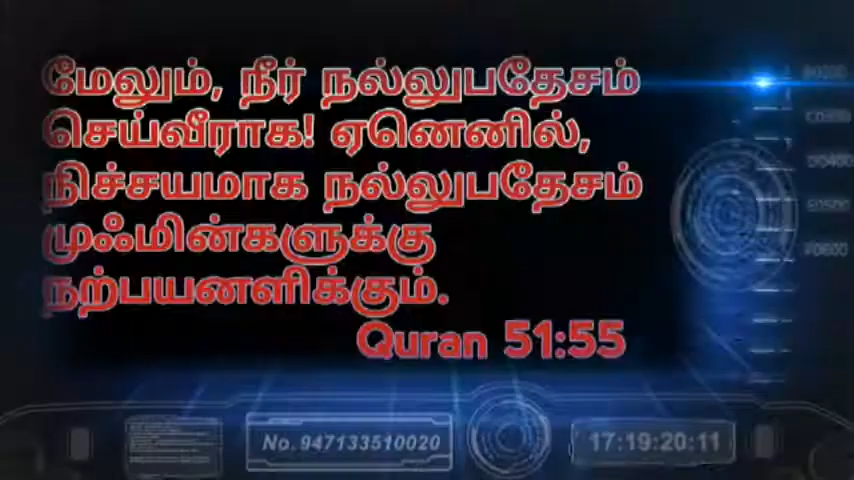 மேலும், நீர் நல்லுபதேசம்
செய்வீராக! ஏனெனில்,
நிச்சயமாக நல்லுபதேசம்
முஃமின்களுக்கு
நற்பயனளிக்கும்.
Quran 51:55
No. 947133510020
17:19:20:11